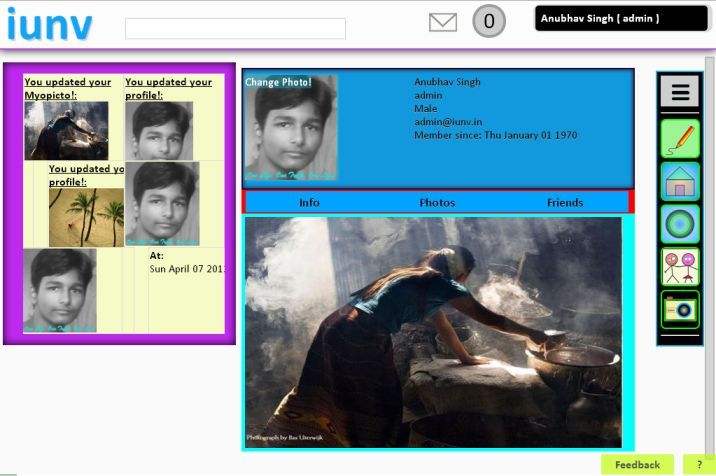 iunv
0
Anubhav Singh ( admin )
You updated your
Myopicto!:
You updated your
profile!:
You updated yo
profile!:
At:
Sun April 07 201
Change Photo!
Anubhav Singh
admin
Male
admin@iunv.in
Member since: Thu January 01 1970
Info
Photos
Friends
Photograph by Bas Uterwijk
Feedback
?